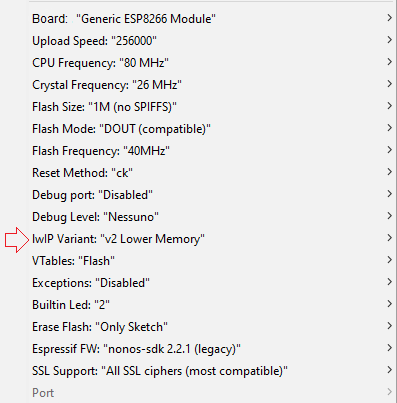 Board: "Generic ESP8266 Module"
Upload Speed: "256000"
CPU Frequency: "80 MHz"
Crystal Frequency: "26 MHz"
Flash Size: "1M (no SPIFFS)"
Flash Mode: "DOUT (compatible)"
Flash Frequency: "40MHz"
Reset Method: "ck"
Debug port: "Disabled"
Debug Level: "Nessuno"
lwIP Variant: "v2 Lower Memory"
VTables: "Flash"
Exceptions: "Disabled"
Builtin Led: "2"
Erase Flash: "Only Sketch"
Espressif FW: "nonos-sdk 2.2.1 (legacy)"
SSL Support: "All SSL ciphers (most compatible)"
Port